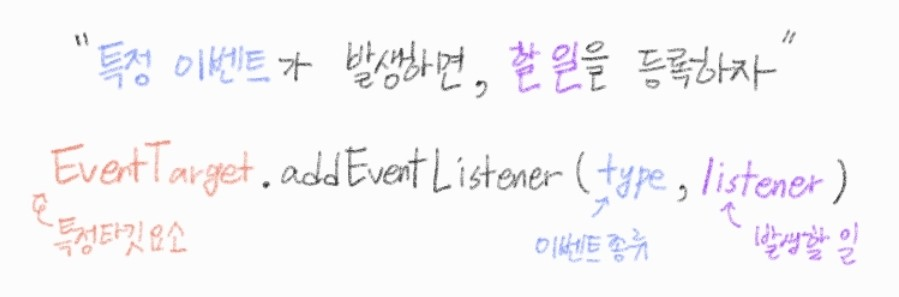 "특정 이벤트가 발생하면, 할 일을 등록하자"
EventTarget.addEventListener(type, listener)
특정타깃요소
이벤트종류
발생할 일